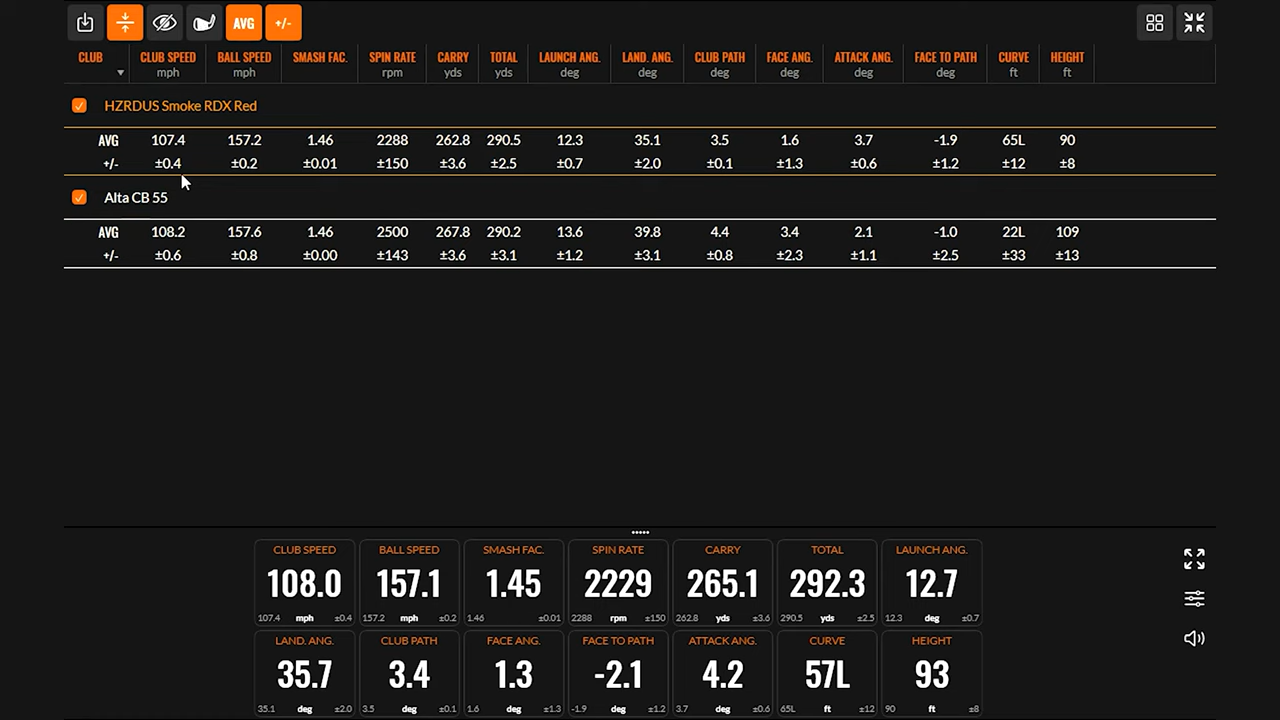 AVG +/-
CLUB CLUB SPEED BALL SPEED SMASH FAC. SPIN RATE CARRY TOTAL LAUNCH ANG. LAND. ANG. CLUB PATH FACE ANG. ATTACK ANG. FACE TO PATH CURVE HEIGHT
mph mph rpm yds yds deg deg deg deg deg deg ft ft
HZRDUS Smoke RDX Red
AVG 107.4 157.2 1.46 2288 262.8 290.5 12.3 35.1 3.5 1.6 3.7 -1.9 65L 90
+/- ±0.4 ±0.2 ±0.01 ±150 ±3.6 ±2.5 ±0.7 ±2.0 ±0.1 ±1.3 ±0.6 ±1.2 ±12 ±8
Alta CB 55
AVG 108.2 157.6 1.46 2500 267.8 290.2 13.6 39.8 4.4 3.4 2.1 -1.0 22L 109
+/- ±0.6 ±0.8 ±0.00 ±143 ±3.6 ±3.1 ±1.2 ±3.1 ±0.8 ±2.3 ±1.1 ±2.5 ±33 ±13
CLUB SPEED BALL SPEED SMASH FAC. SPIN RATE CARRY TOTAL LAUNCH ANG.
108.0 157.1 1.45 2229 265.1 292.3 12.7
107.4 mph ±0.4 157.2 mph ±0.2 1.46 ±0.01 2288 rpm ±150 262.8 yds ±3.6 290.5 yds ±2.5 12.3 deg ±0.7
LAND. ANG. CLUB PATH FACE ANG. FACE TO PATH ATTACK ANG. CURVE HEIGHT
35.7 3.4 1.3 -2.1 4.2 57L 93
35.1 deg ±2.0 3.5 deg ±0.1 1.6 deg ±1.3 -1.9 deg ±1.2 3.7 deg ±0.6 65L ft ±12 90 ft ±8